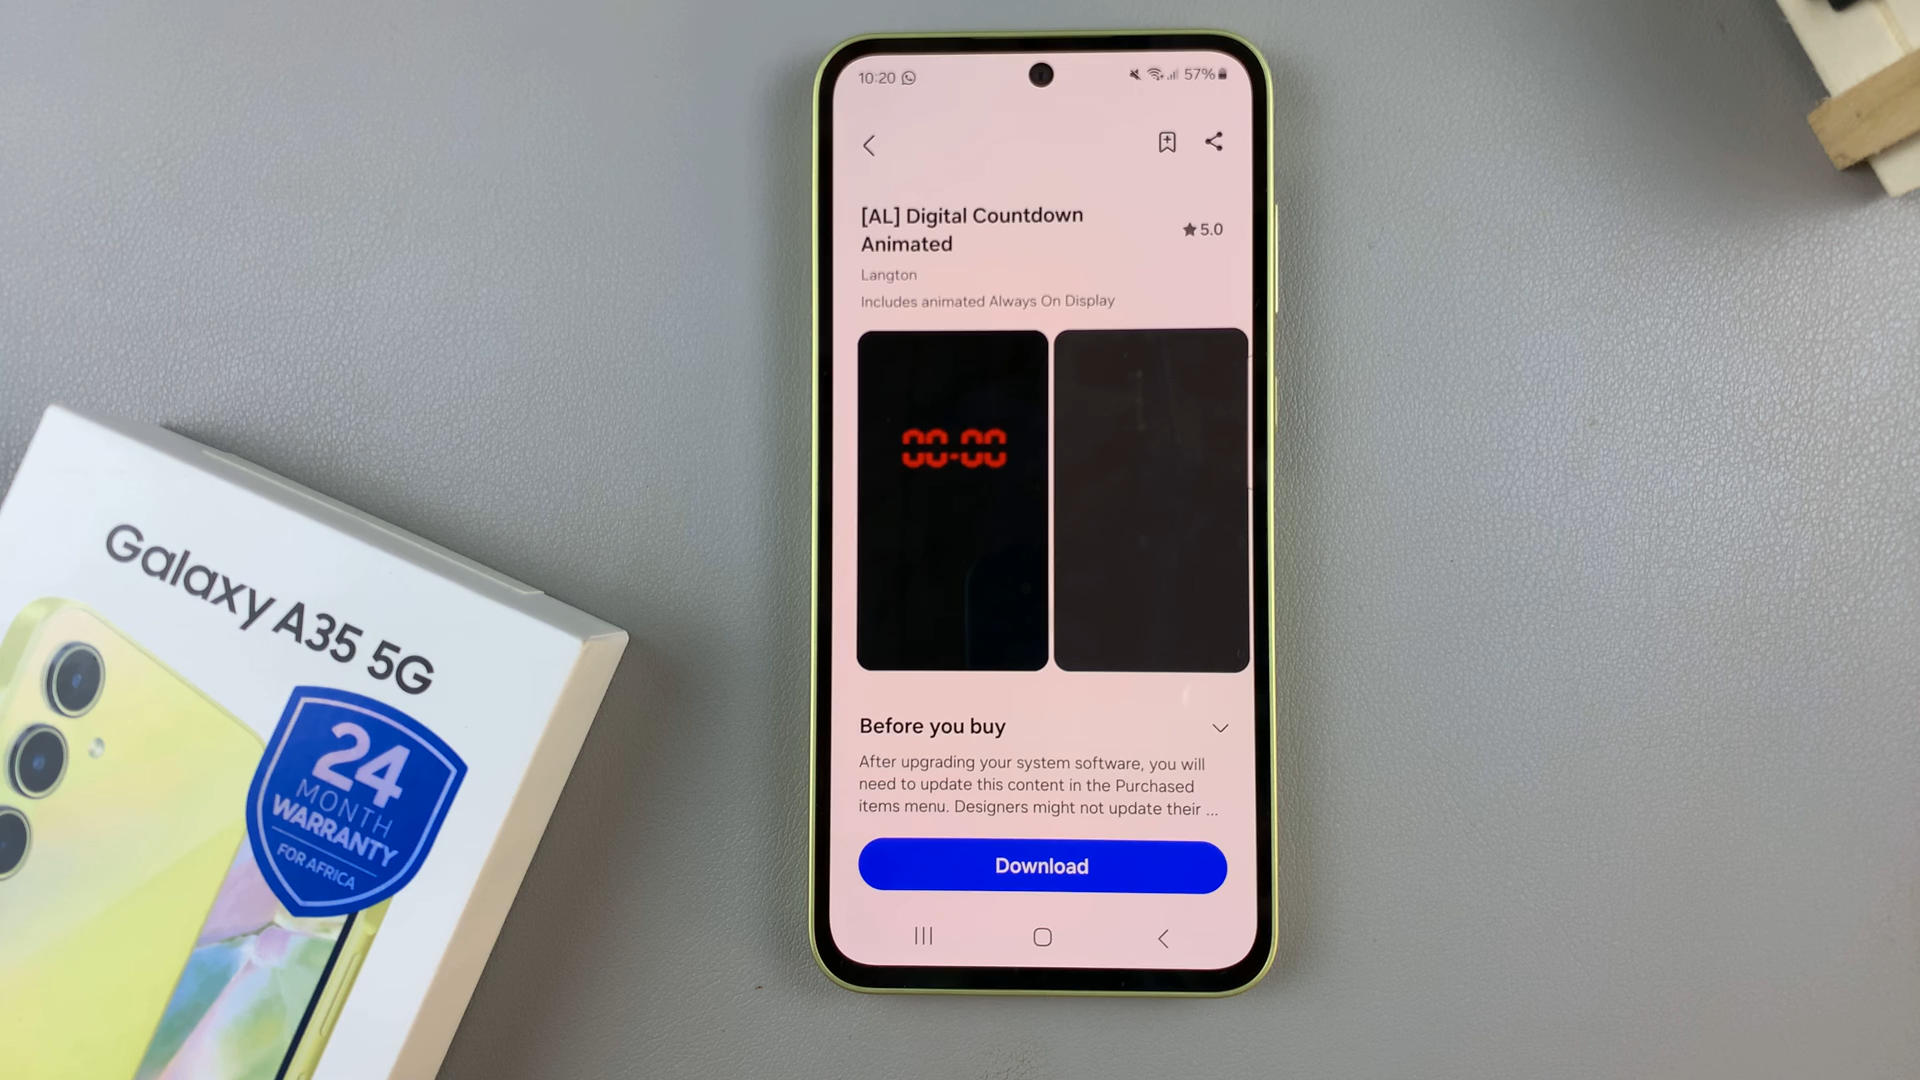 10:20
57%
[AL] Digital Countdown
Animated
5.0
Langton
Includes animated Always On Display
00:00
Before you buy
After upgrading your system software, you will
need to update this content in the Purchased
items menu. Designers might not update their ...
Download
Galaxy A35 5G
24
MONTH
WARRANTY
FOR AFRICA